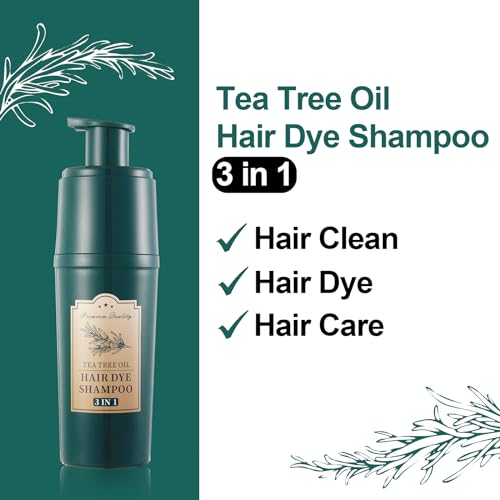 Tea Tree Oil
Hair Dye Shampoo
3 in 1
Hair Clean
Hair Dye
Hair Care
Premium Quality
TEA TREE OIL
HAIR DYE
SHAMPOO
3 IN 1